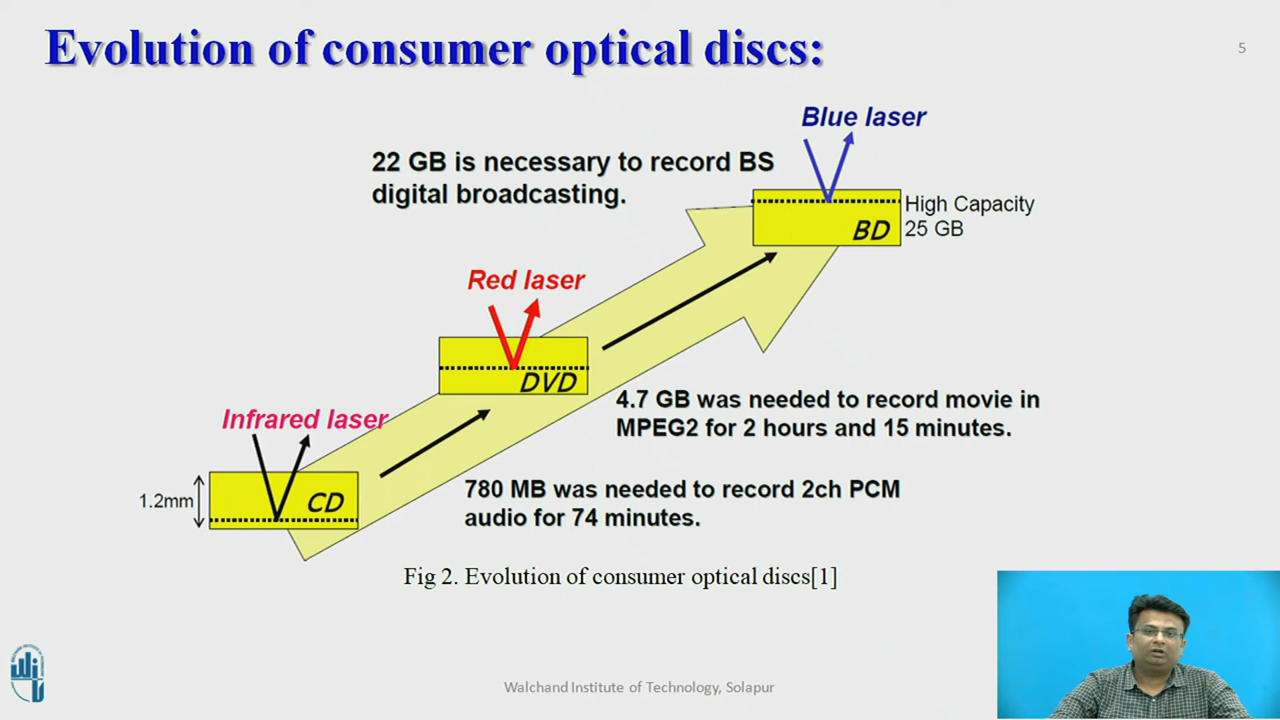 Evolution of consumer optical discs:
5
Blue laser
22 GB is necessary to record BS
digital broadcasting.
High Capacity
25 GB
BD
Red laser
DVD
4.7 GB was needed to record movie in
MPEG2 for 2 hours and 15 minutes.
Infrared laser
1.2mm
CD
780 MB was needed to record 2ch PCM
audio for 74 minutes.
Fig 2. Evolution of consumer optical discs[1]
Walchand Institute of Technology, Solapur